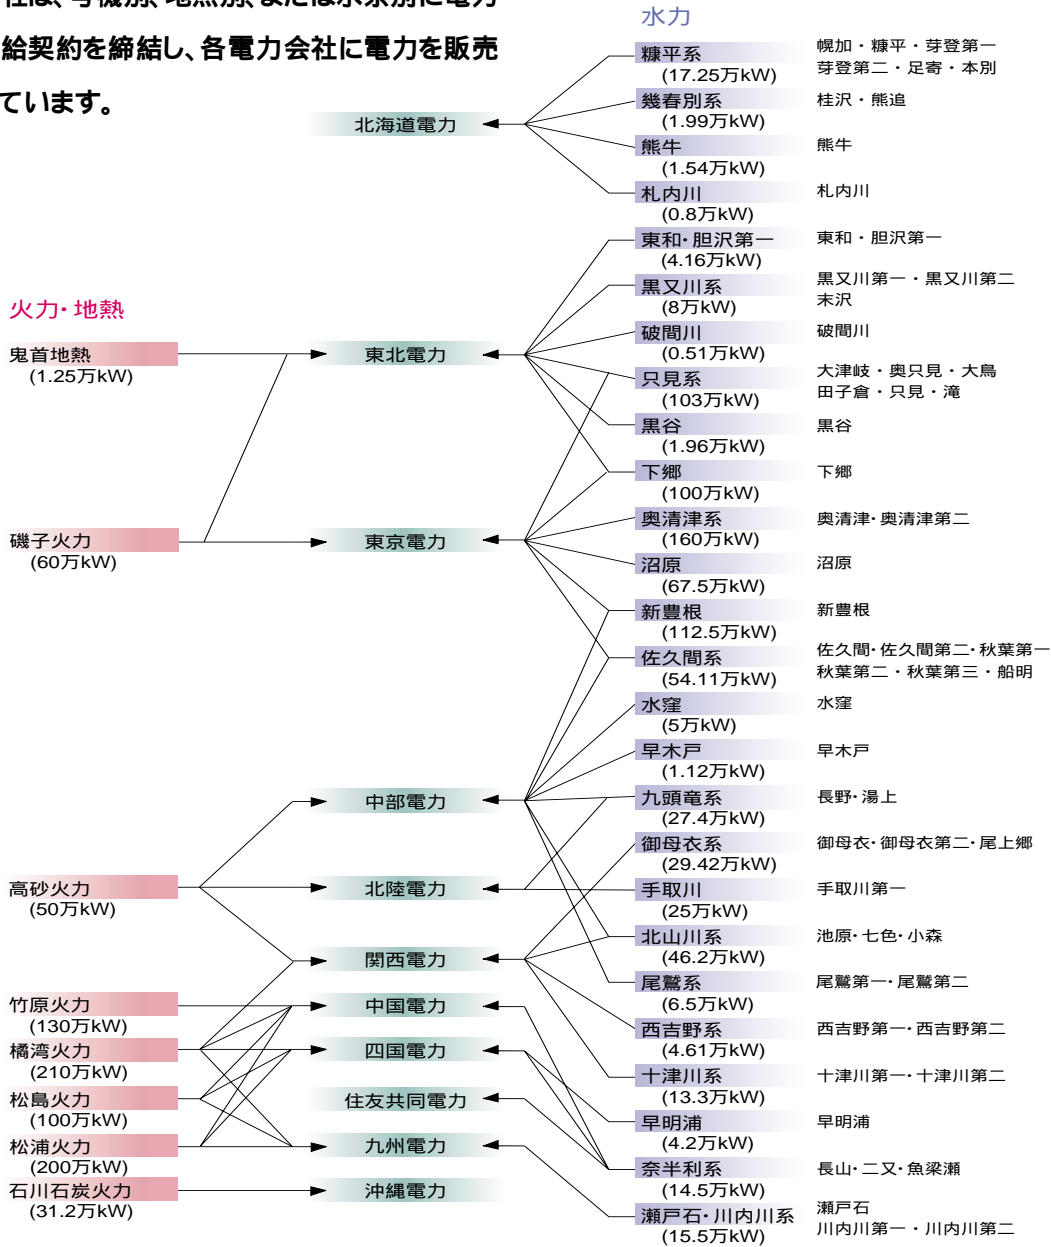 社は、号機別、地点別、または水系別に電力
給契約を締結し、各電力会社に電力を販売
ています。
火力・地熱
鬼首地熱
(1.25万kW)
磯子火力
(60万kW)
高砂火力
(50万kW)
竹原火力
(130万kW)
橘湾火力
(210万kW)
松島火力
(100万kW)
松浦火力
(200万kW)
石川石炭火力
(31.2万kW)
北海道電力
東北電力
東京電力
中部電力
北陸電力
関西電力
中国電力
四国電力
住友共同電力
九州電力
沖縄電力
水力
糠平系
(17.25万kW)
幌加・糠平・芽登第一
芽登第二・足寄・本別
幾春別系
(1.99万kW)
桂沢・熊追
熊牛
(1.54万kW)
熊牛
札内川
(0.8万kW)
札内川
東和・胆沢第一
(4.16万kW)
東和・胆沢第一
黒又川系
(8万kW)
黒又川第一・黒又川第二
末沢
破間川
(0.51万kW)
破間川
只見系
(103万kW)
大津岐・奥只見・大鳥
田子倉・只見・滝
黒谷
(1.96万kW)
黒谷
下郷
(100万kW)
下郷
奥清津系
(160万kW)
奥清津・奥清津第二
沼原
(67.5万kW)
沼原
新豊根
(112.5万kW)
新豊根
佐久間系
(54.11万kW)
佐久間・佐久間第二・秋葉第一
秋葉第二・秋葉第三・船明
水窪
(5万kW)
水窪
早木戸
(1.12万kW)
早木戸
九頭竜系
(27.4万kW)
長野・湯上
御母衣系
(29.42万kW)
御母衣・御母衣第二・尾上郷
手取川
(25万kW)
手取川第一
北山川系
(46.2万kW)
池原・七色・小森
尾鷲系
(6.5万kW)
尾鷲第一・尾鷲第二
西吉野系
(4.61万kW)
西吉野第一・西吉野第二
十津川系
(13.3万kW)
十津川第一・十津川第二
早明浦
(4.2万kW)
早明浦
奈半利系
(14.5万kW)
長山・二又・魚梁瀬
瀬戸石・川内川系
(15.5万kW)
瀬戸石
川内川第一・川内川第二